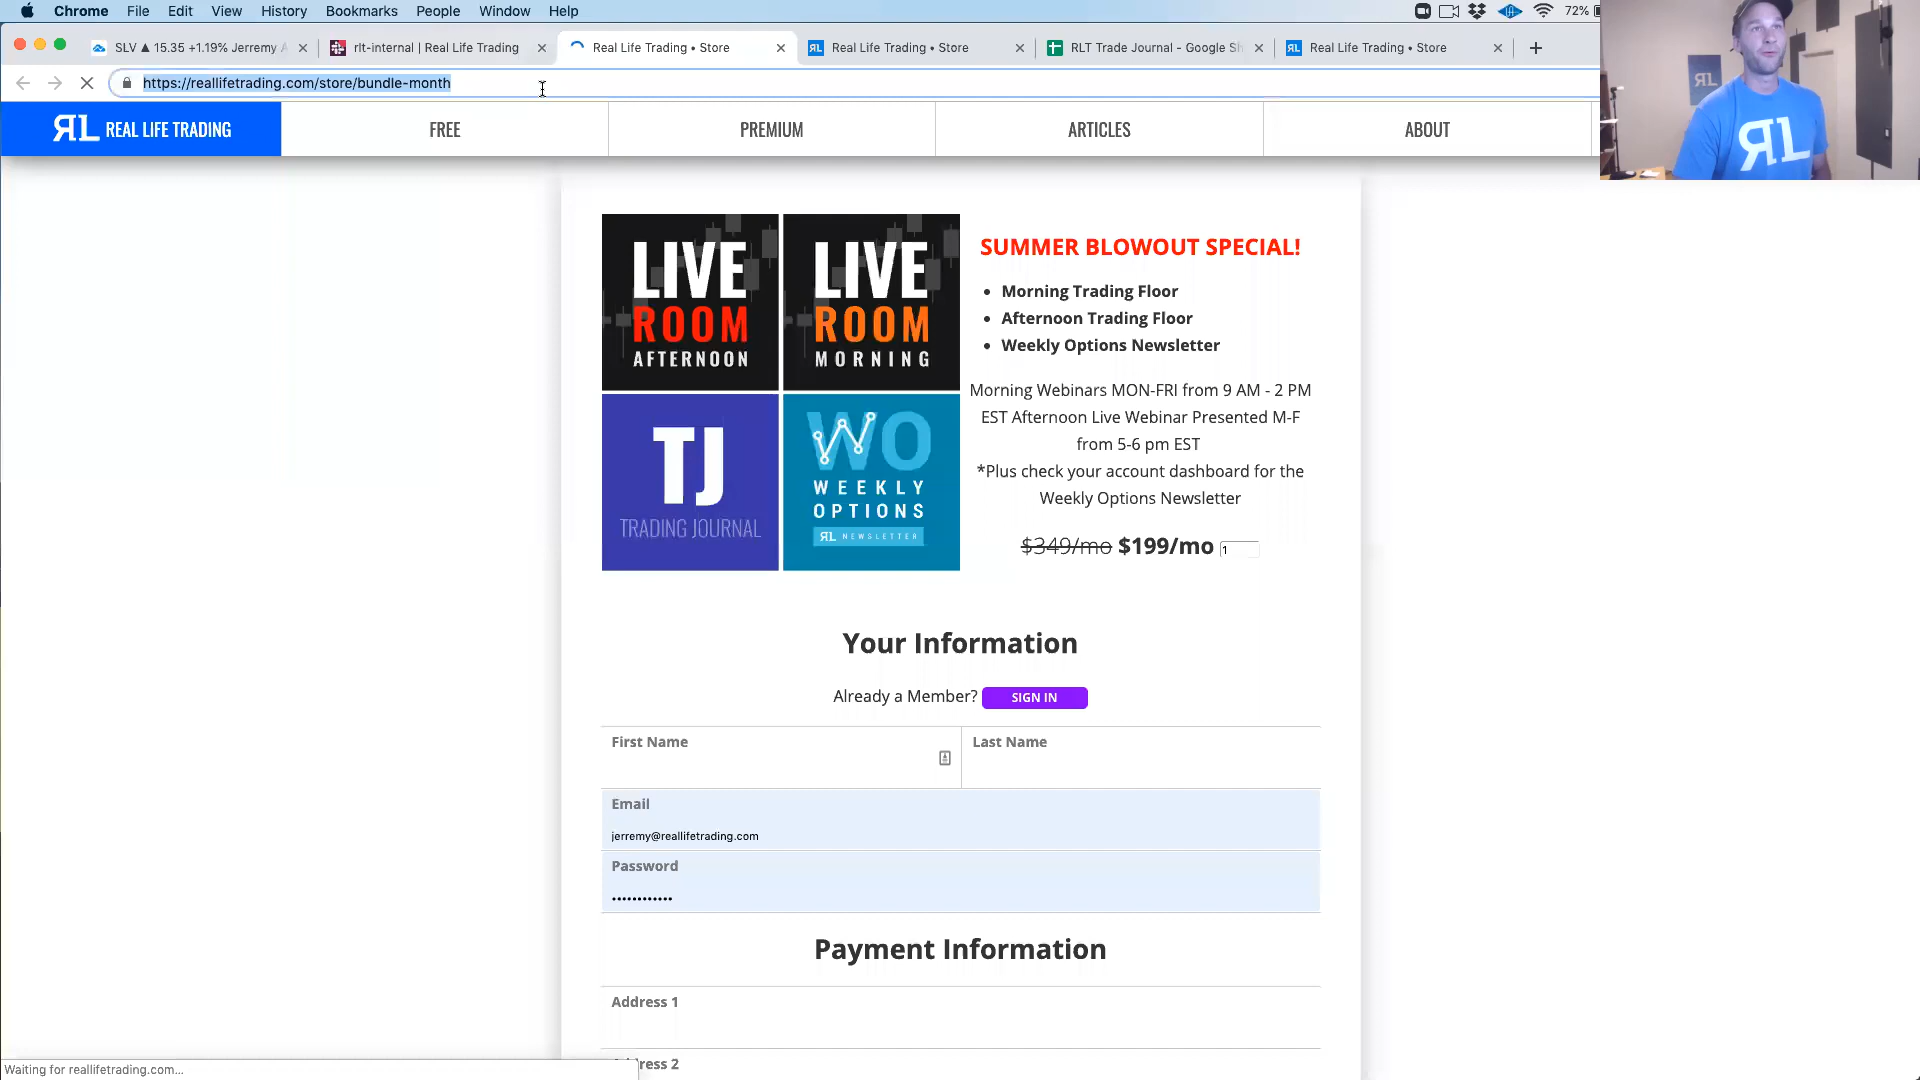 Chrome File Edit View History Bookmarks People Window Help 72%
SLV ▲ 15.35 +1.19% Jerremy
rlt-internal | Real Life Trading
Real Life Trading • Store
Real Life Trading • Store
RLT Trade Journal - Google Sh
Real Life Trading • Store
https://reallifetrading.com/store/bundle-month
RL REAL LIFE TRADING FREE PREMIUM ARTICLES ABOUT
RL
RL
LIVE
ROOM
AFTERNOON
LIVE
ROOM
MORNING
TJ
TRADING JOURNAL
WO
WEEKLY
OPTIONS
RL NEWSLETTER
SUMMER BLOWOUT SPECIAL!
• Morning Trading Floor
• Afternoon Trading Floor
• Weekly Options Newsletter
Morning Webinars MON-FRI from 9 AM - 2 PM
EST Afternoon Live Webinar Presented M-F
from 5-6 pm EST
*Plus check your account dashboard for the
Weekly Options Newsletter
$349/mo $199/mo 1
Your Information
Already a Member? SIGN IN
First Name
Last Name
Email
jerremy@reallifetrading.com
Password
••••••••••••
Payment Information
Address 1
ress 2
Waiting for reallifetrading.com...